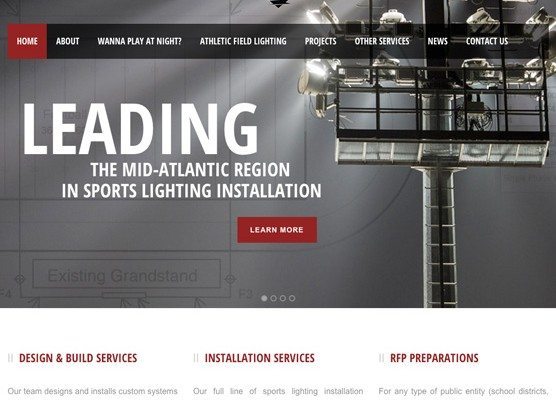 HOME ABOUT WANNA PLAY AT NIGHT? ATHLETIC FIELD LIGHTING PROJECTS OTHER SERVICES NEWS CONTACT US
LEADING
THE MID-ATLANTIC REGION
IN SPORTS LIGHTING INSTALLATION
LEARN MORE
Existing Grandstand
F4 F3
|| DESIGN & BUILD SERVICES
Our team designs and installs custom systems
|| INSTALLATION SERVICES
Our full line of sports lighting installation
|| RFP PREPARATIONS
For any type of public entity (school districts,